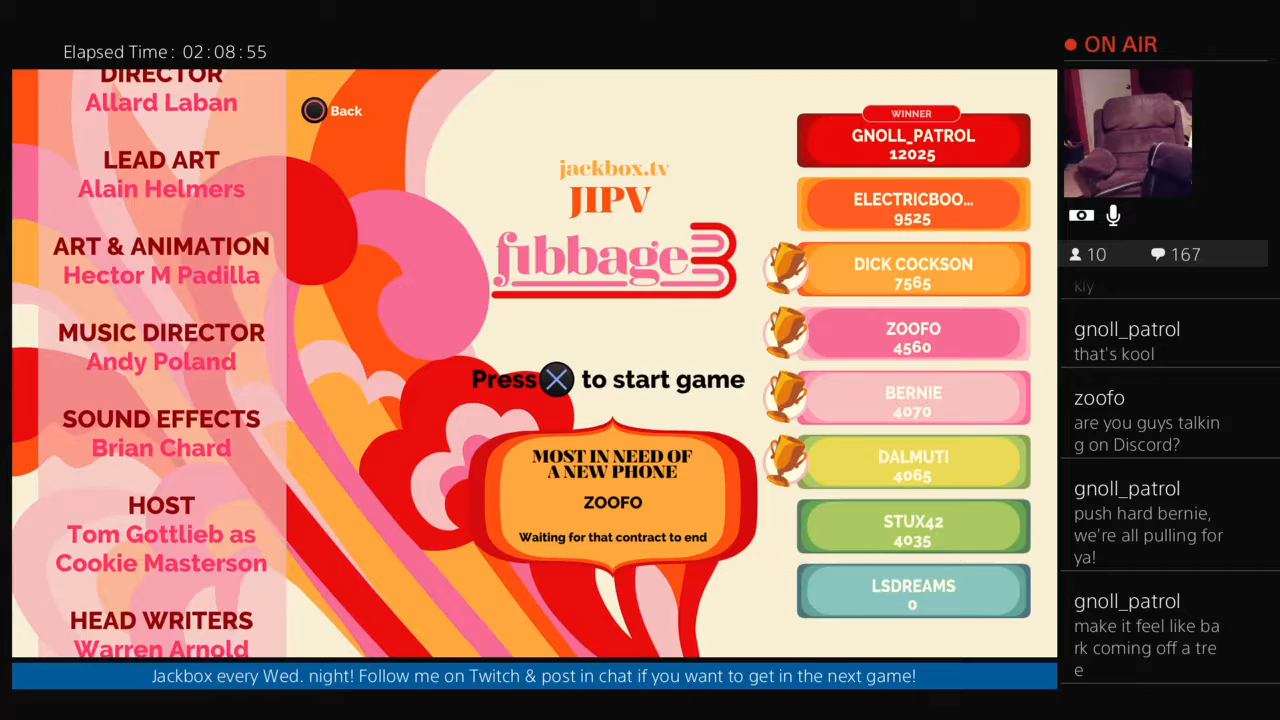 Elapsed Time: 02:08:55
ON AIR
DIRECTOR
Allard Laban
LEAD ART
Alain Helmers
ART & ANIMATION
Hector M Padilla
MUSIC DIRECTOR
Andy Poland
SOUND EFFECTS
Brian Chard
HOST
Tom Gottlieb as
Cookie Masterson
HEAD WRITERS
Warren Arnold
Back
jackbox.tv
JIPV
fibbage 3
Press X to start game
MOST IN NEED OF
A NEW PHONE
ZOOFO
Waiting for that contract to end
WINNER
GNOLL_PATROL
12025
ELECTRICBOO...
9525
DICK COCKSON
7565
ZOOFO
4560
BERNIE
4070
DALMUTI
4065
STUX42
4035
LSDREAMS
0
10 167
kly
gnoll_patrol
that's kool
zoofo
are you guys talkin
g on Discord?
gnoll_patrol
push hard bernie,
we're all pulling for
ya!
gnoll_patrol
make it feel like ba
rk coming off a tre
e
Jackbox every Wed. night! Follow me on Twitch & post in chat if you want to get in the next game!